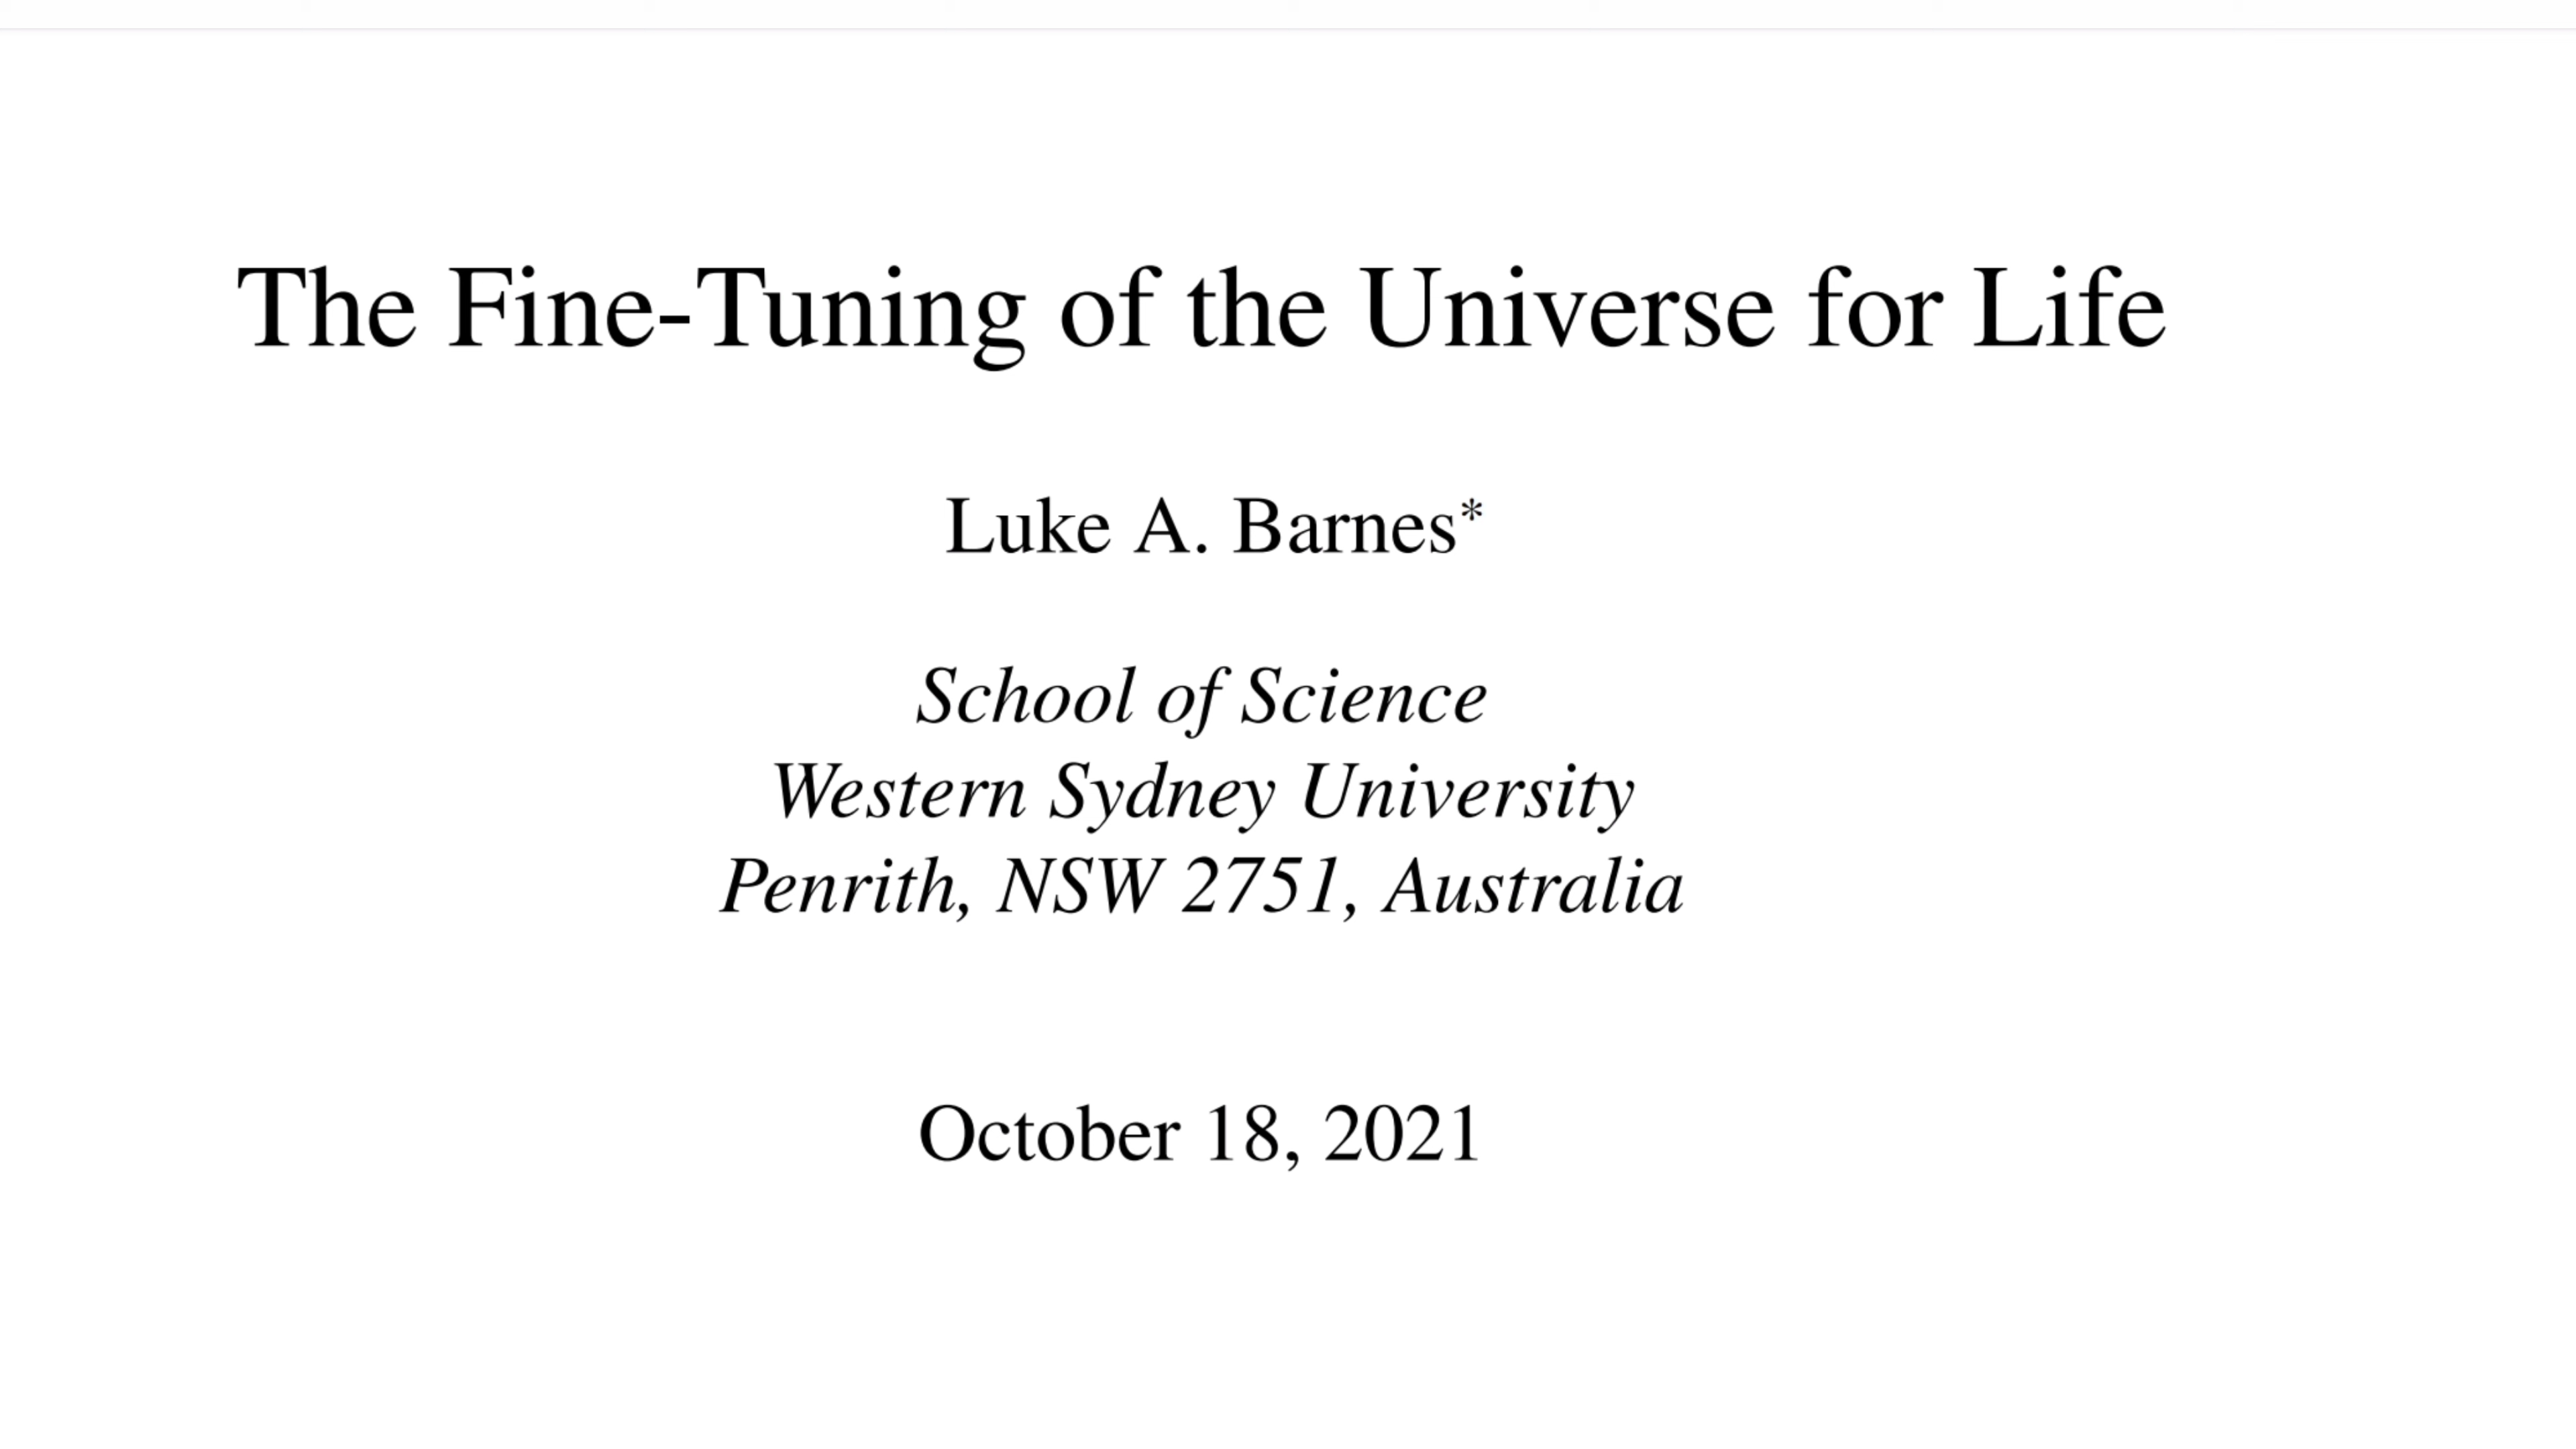 The Fine-Tuning of the Universe for Life
Luke A. Barnes*
School of Science
Western Sydney University
Penrith, NSW 2751, Australia
October 18, 2021